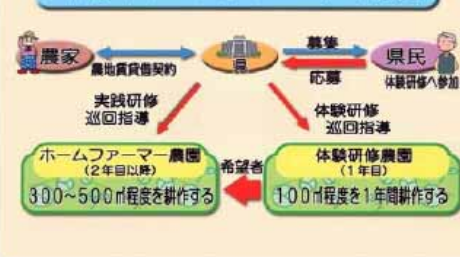 農家
農地賃貸借契約
県
募集
応募
県民
体験研修へ参加
実践研修
巡回指導
体験研修
巡回指導
ホームファーマー農園
(2年目以降)
300~500㎡程度を耕作する
希望者
体験研修農園
(1年目)
100㎡程度を1年間耕作する